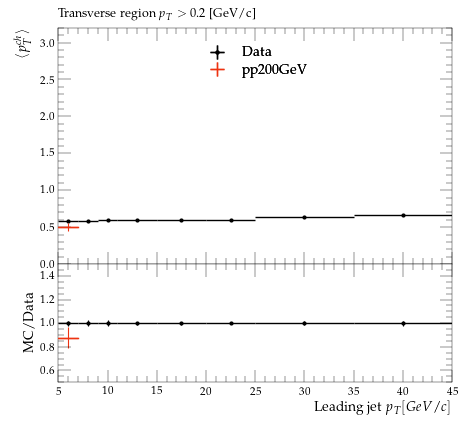 Transverse region p_T > 0.2 [GeV/c]
⟨p_T^ch⟩
3.0
2.5
2.0
1.5
1.0
0.5
0.0
Data
pp200GeV
MC/Data
1.4
1.2
1.0
0.8
0.6
5 10 15 20 25 30 35 40 45
Leading jet p_T[GeV/c]